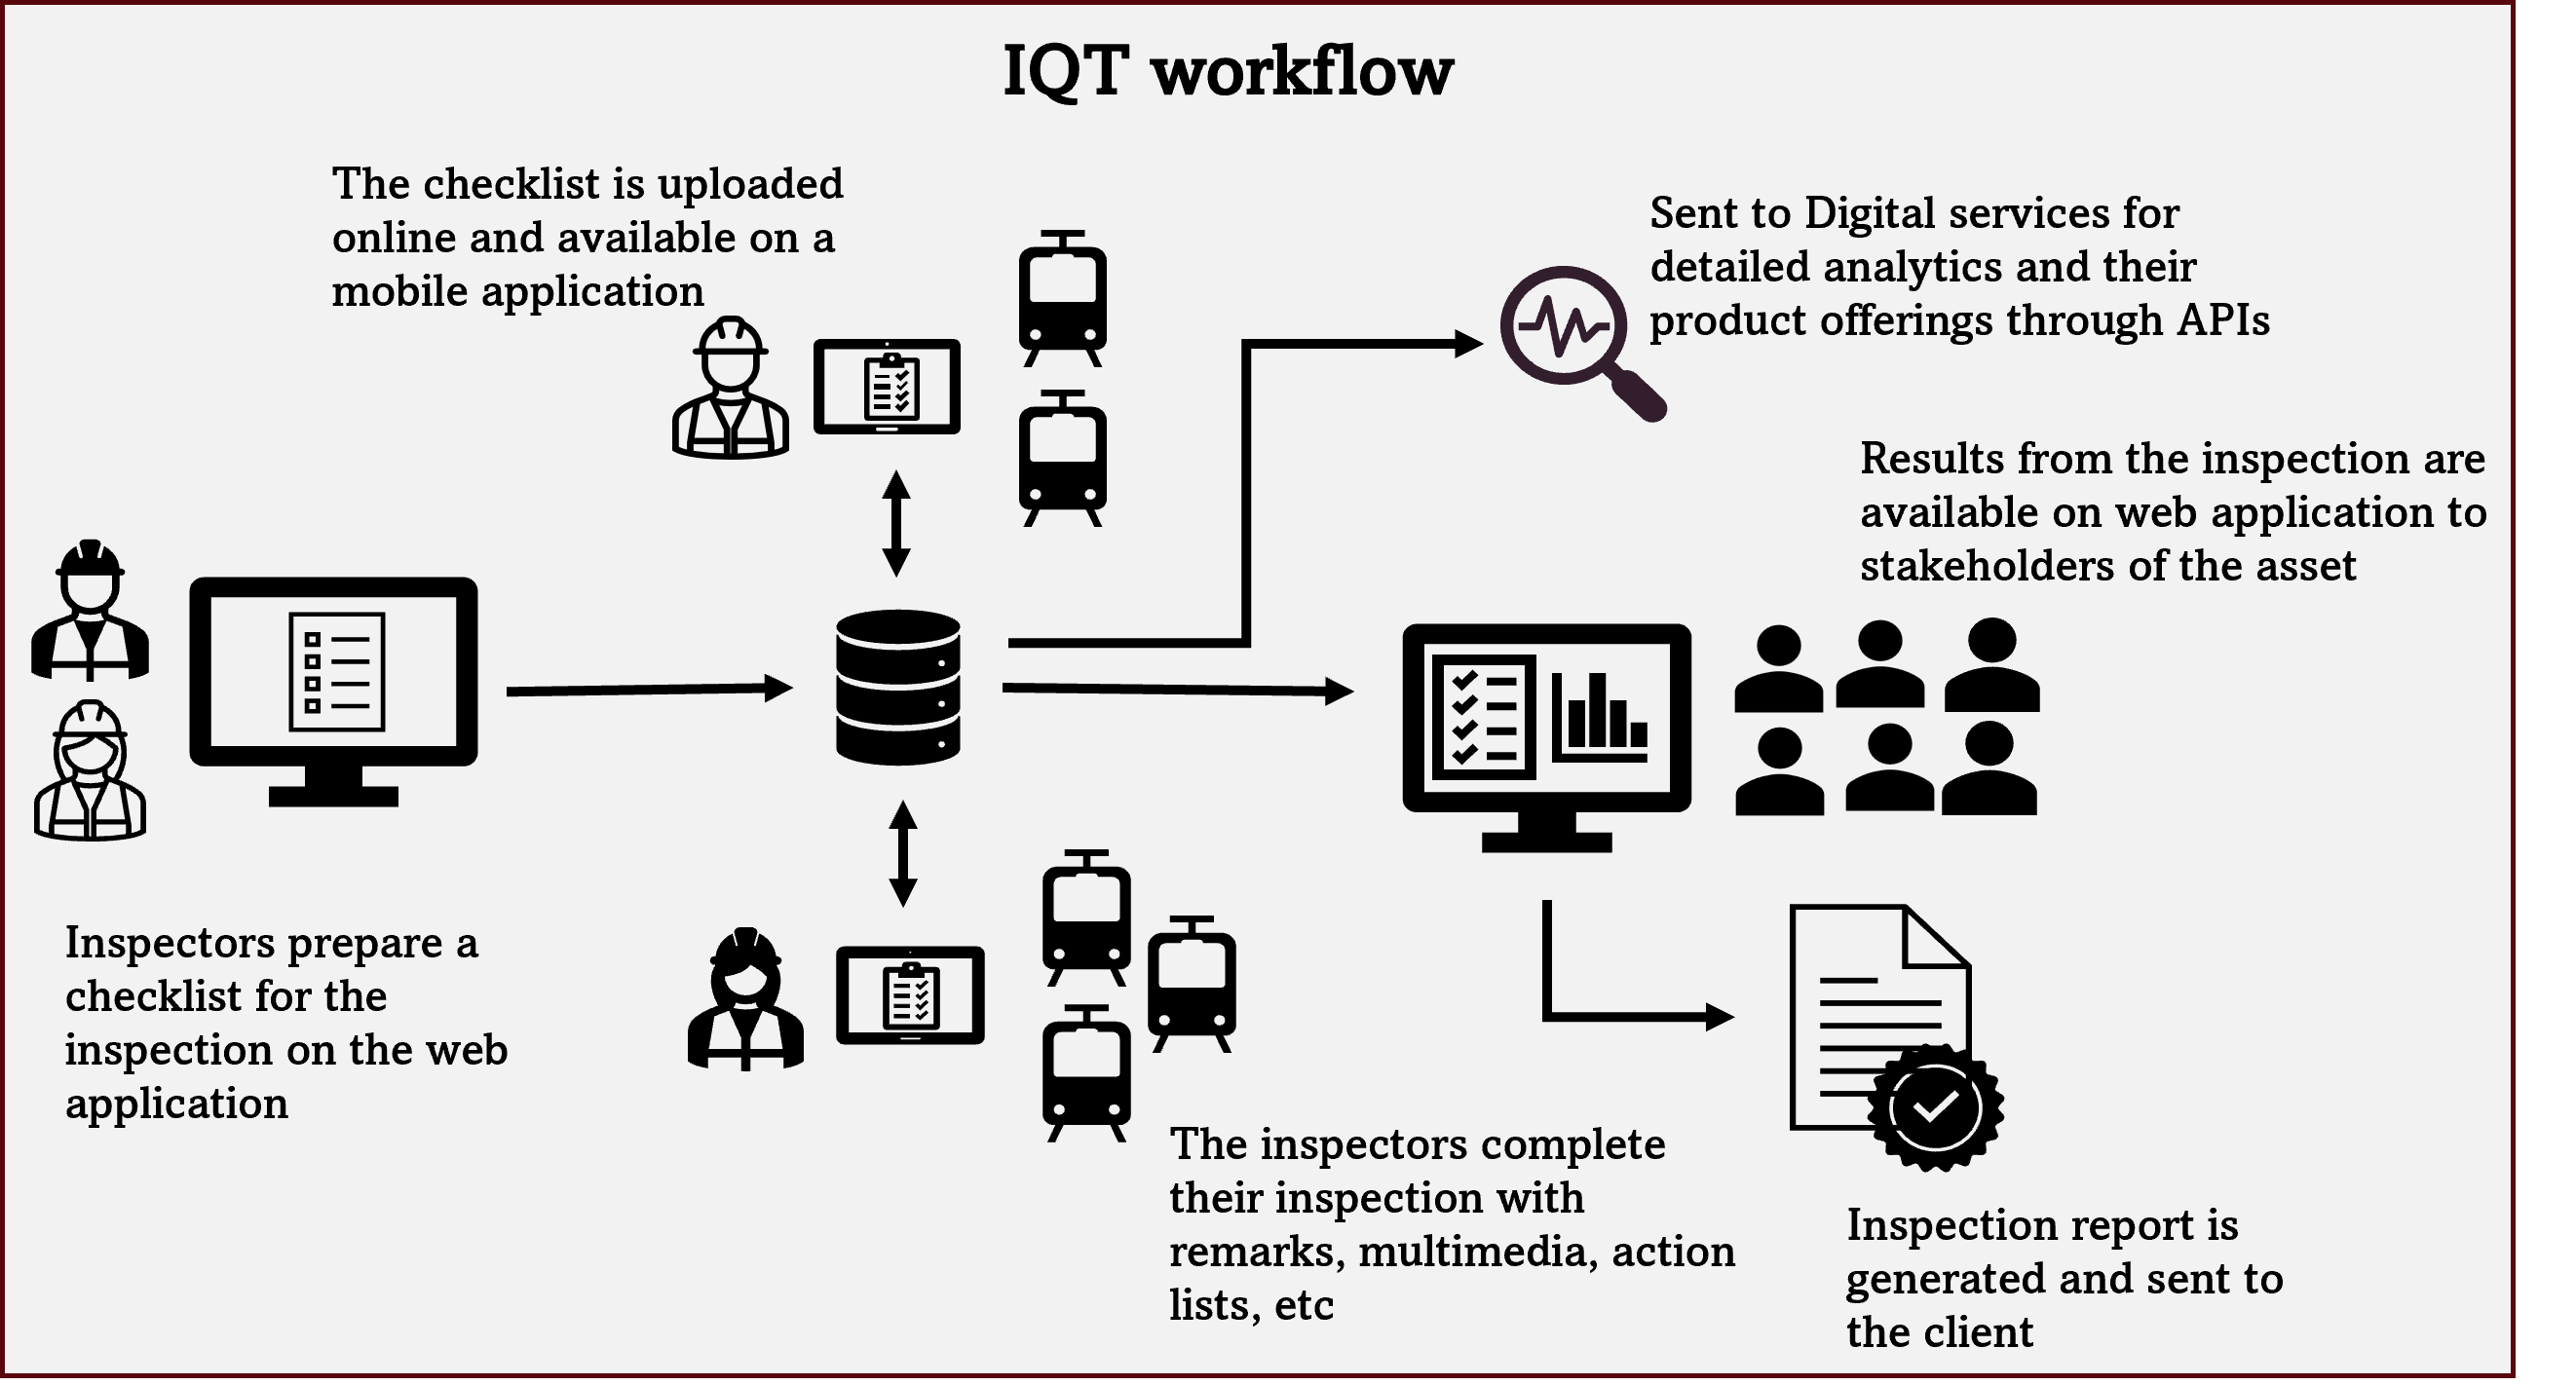 IQT workflow
The checklist is uploaded
online and available on a
mobile application
Sent to Digital services for
detailed analytics and their
product offerings through APIs
Results from the inspection are
available on web application to
stakeholders of the asset
Inspectors prepare a
checklist for the
inspection on the web
application
The inspectors complete
their inspection with
remarks, multimedia, action
lists, etc
Inspection report is
generated and sent to
the client